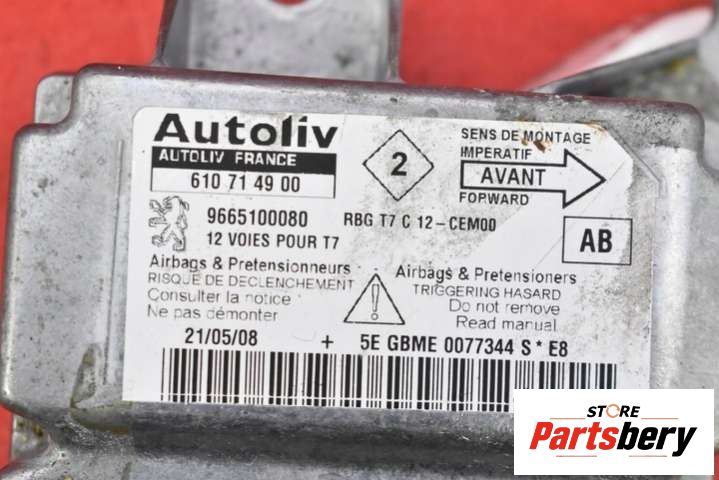 Autoliv
AUTOLIV FRANCE
610 71 49 00
9665100080
12 VOIES POUR T7
2
RBG T7 C 12-CEM0D
SENS DE MONTAGE
IMPERATIF
AVANT
FORWARD
AB
Airbags & Pretensionneurs
RISQUE DE DECLENCHEMENT
Consulter la notice
Ne pas démonter
!
Airbags & Pretensioners
TRIGGERING HASARD
Do not remove
Read manual
21/05/08 + 5E GBME 0077344 S * E8
STORE
Partsbery